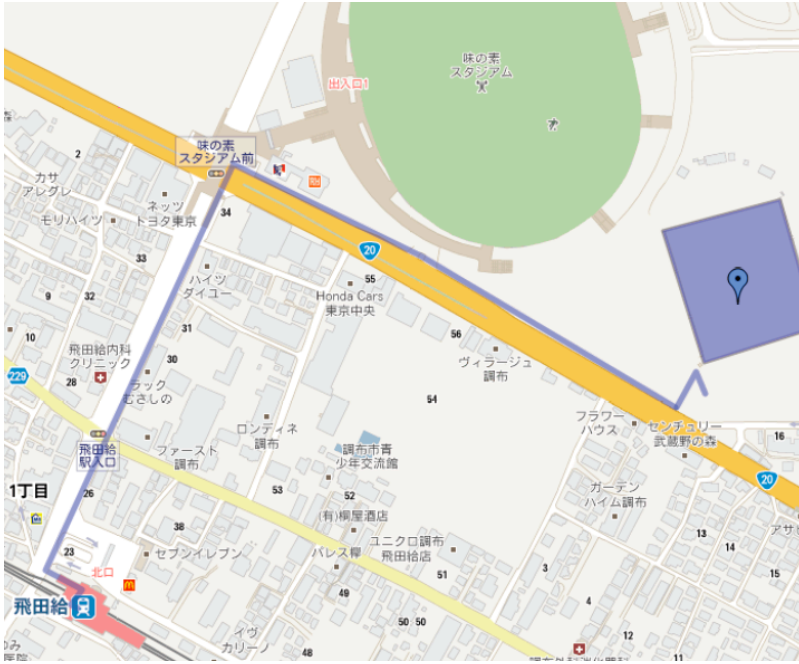 味の素
スタジアム
出入口1
味の素
スタジアム前
2
カサ
アレグレ
モリハイツ
ネッツ
トヨタ東京
34
20
33
ハイツ
ダイユー
55
Honda Cars
東京中央
9
32
31
56
ヴィラージュ
調布
10
飛田給内科
クリニック
30
229
28
ラック
むさしの
54
フラワー
ハウス
センチュリー
武蔵野の森
16
ロンディネ
調布
飛田給
駅入口
ファースト
調布
調布市青
少年交流館
20
1丁目
26
53
52
ガーデン
ハイム調布
(有)桐屋酒店
38
13
14
アサ
23
セブンイレブン
ユニクロ調布
飛田給店
パレス欅
北口
51
3
15
飛田給
49
4
イヴ
カリーノ
50
50
12
のみ
医院
48
11